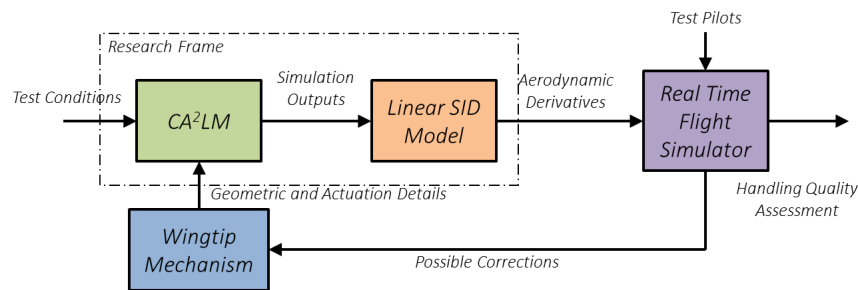 Test Pilots
Research Frame
Test Conditions
CA²LM
Simulation
Outputs
Linear SID
Model
Aerodynamic
Derivatives
Real Time
Flight
Simulator
Handling Quality
Assessment
Geometric and Actuation Details
Wingtip
Mechanism
Possible Corrections